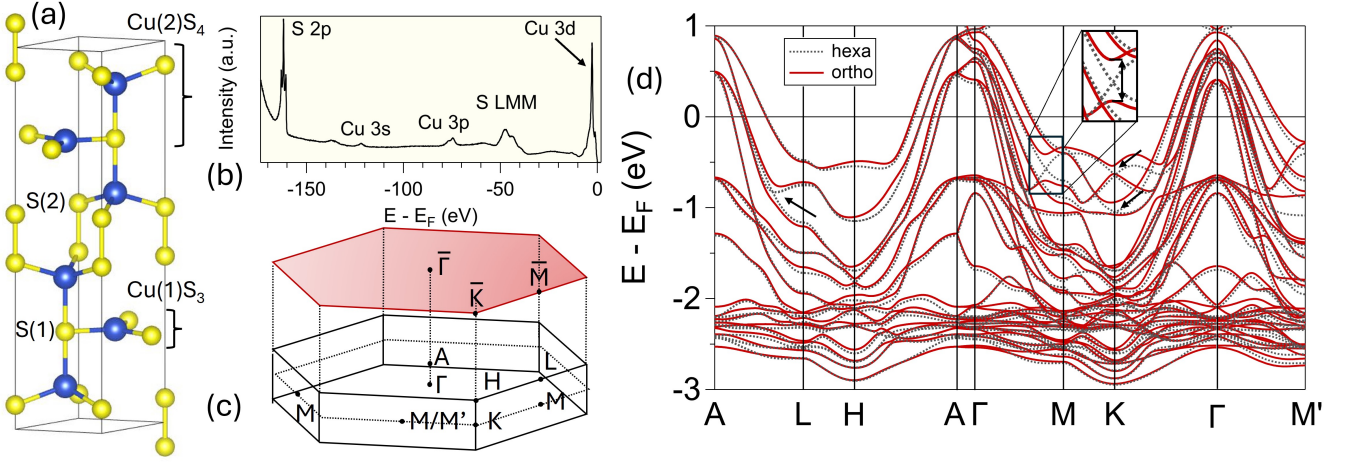 (a)
Cu(2)S4
S(2)
Cu(1)S3
S(1)
Intensity (a.u.)
S 2p
Cu 3d
S LMM
Cu 3s
Cu 3p
−150
−100
−50
0
E - EF (eV)
(b)
Γ̅
M̅
K̅
A
L
Γ
H
M
M/M'
K
M
(c)
(d)
E - EF (eV)
1
0
-1
-2
-3
hexa
ortho
A L H A Γ M K Γ M'